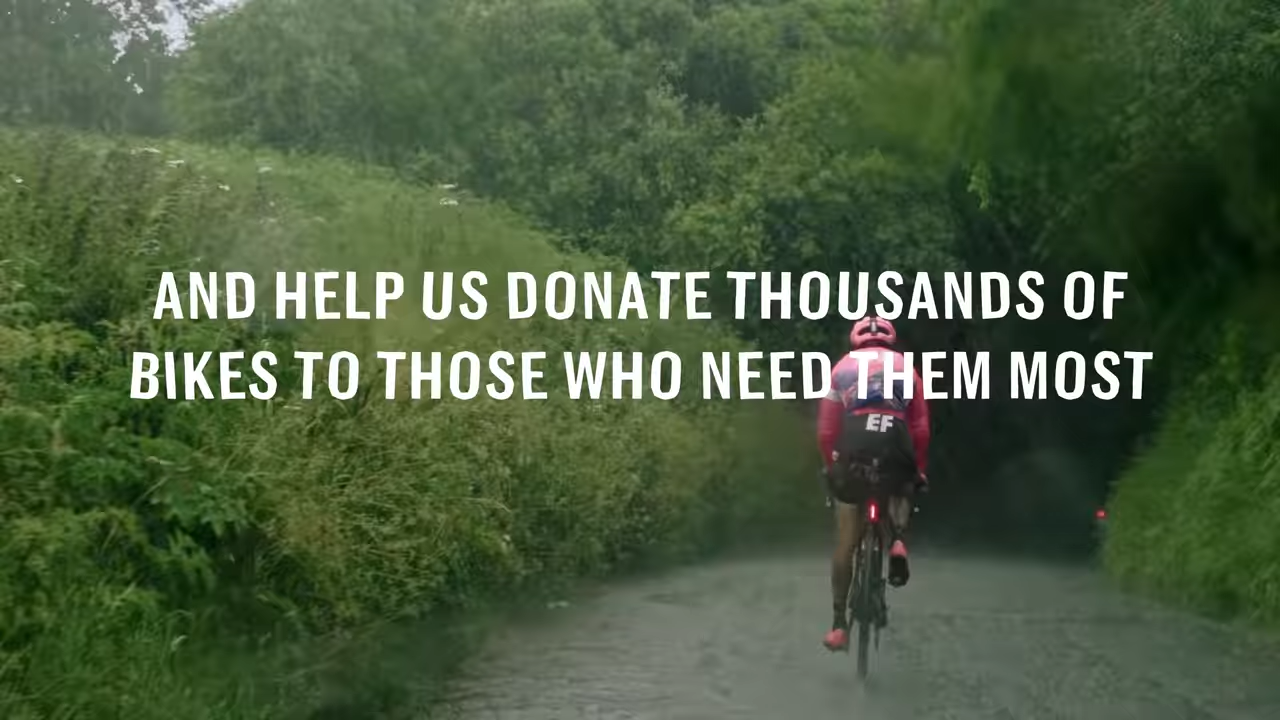 AND HELP US DONATE THOUSANDS OF
BIKES TO THOSE WHO NEED THEM MOST
EF